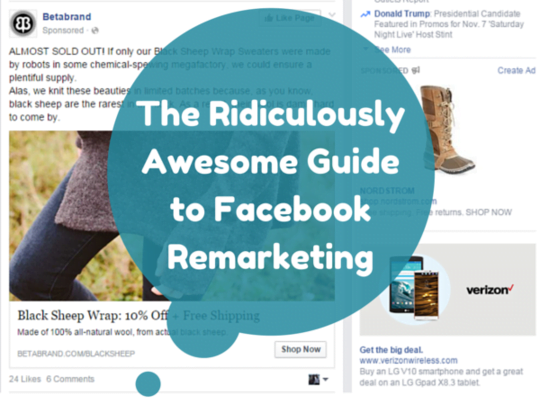 Betabrand
Sponsored ·
Like Page
ALMOST SOLD OUT! If only our Black Sheep Wrap Sweaters were made
by robots in some chemical-spewing megafactory, we could ensure a
plentiful supply.
Alas, we knit these beauties in limited batches because, as you know,
black sheep are the rarest
to come by.
The Ridiculously
Awesome Guide
to Facebook
Remarketing
Black Sheep Wrap: 10% Off + Free Shipping
Made of 100% all-natural wool, from actual black sheep.
BETABRAND.COM/BLACKSHEEP
Shop Now
24 Likes 6 Comments
Donald Trump: Presidential Candidate
Featured in Promos for Nov. 7 'Saturday
Night Live' Host Stint
See More
SPONSORED
Create Ad
NORDSTROM
shop.nordstrom.com
Free shipping. Free returns. SHOP NOW
verizon
Get the big deal.
www.verizonwireless.com
Buy an LG V10 smartphone and get a great
deal on an LG Gpad X8.3 tablet.